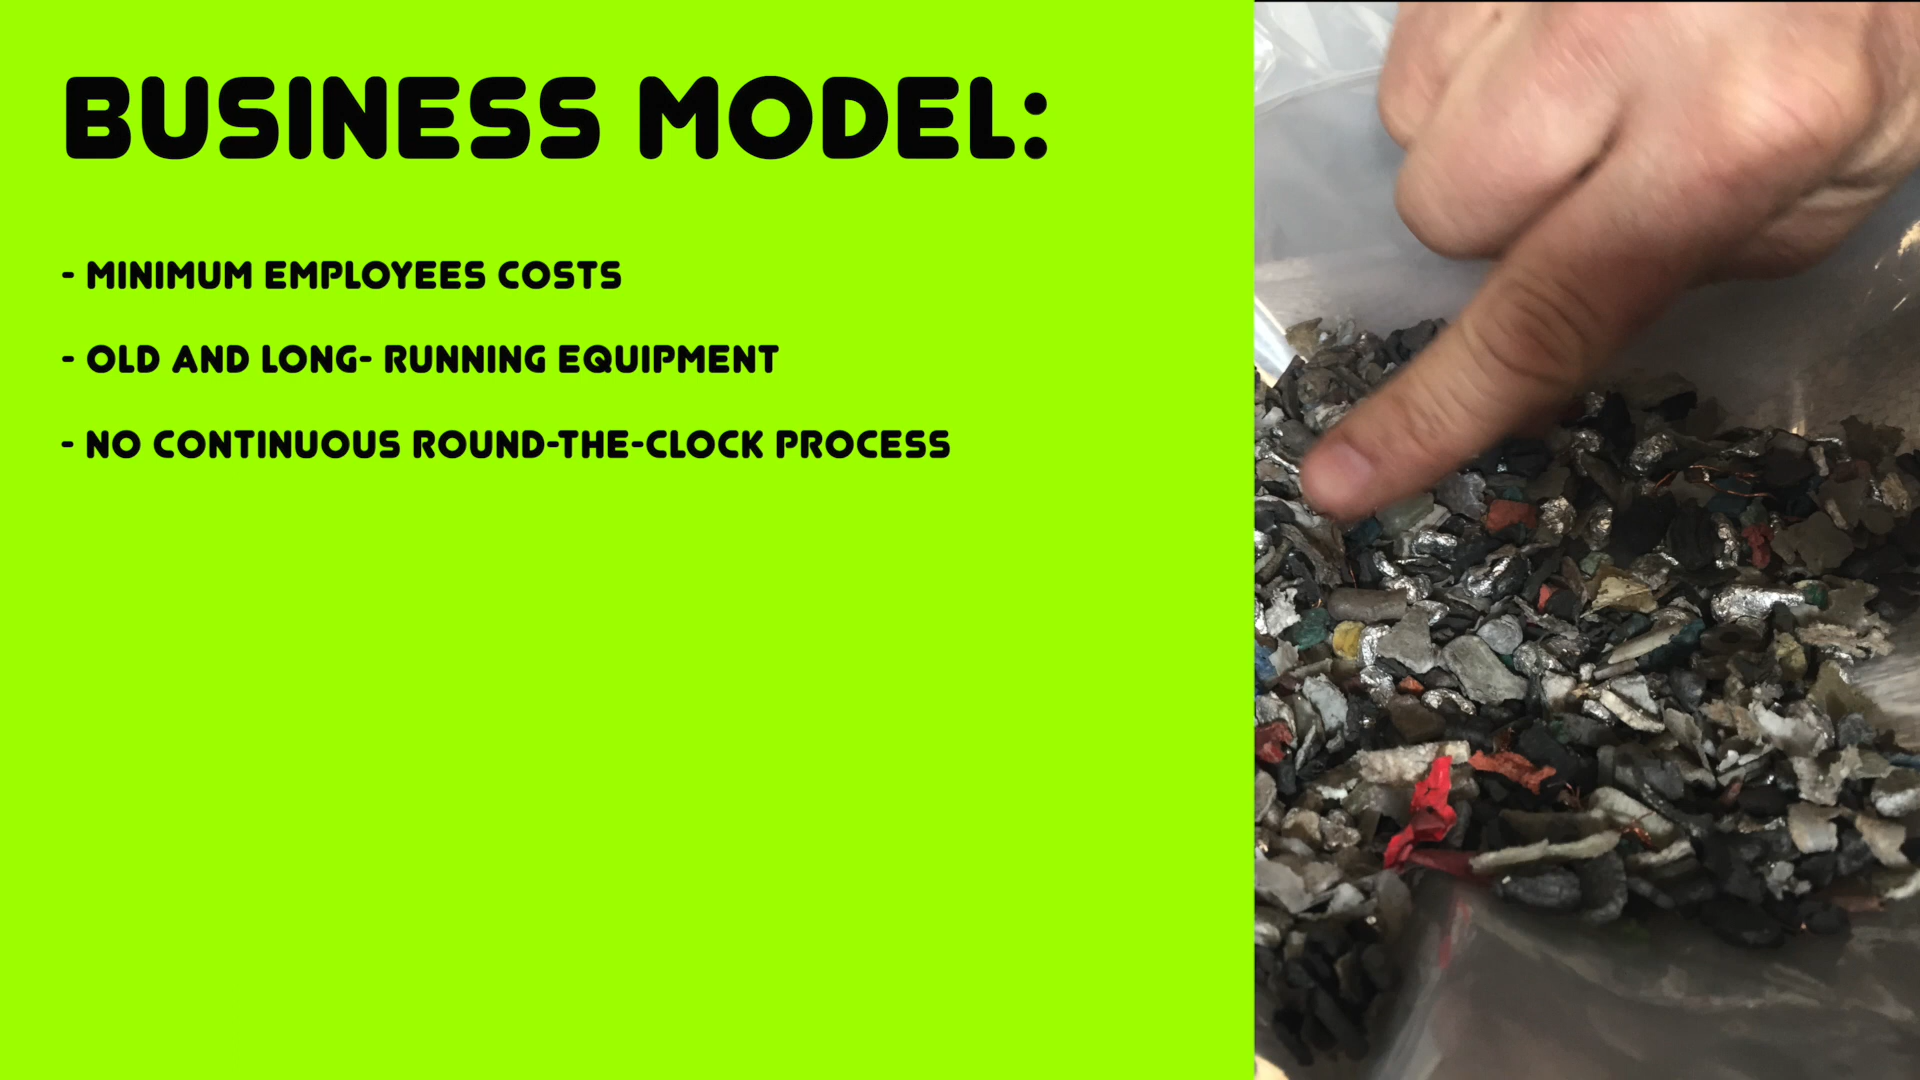 BUSINESS MODEL:
- MINIMUM EMPLOYEES COSTS
- OLD AND LONG- RUNNING EQUIPMENT
- NO CONTINUOUS ROUND-THE-CLOCK PROCESS